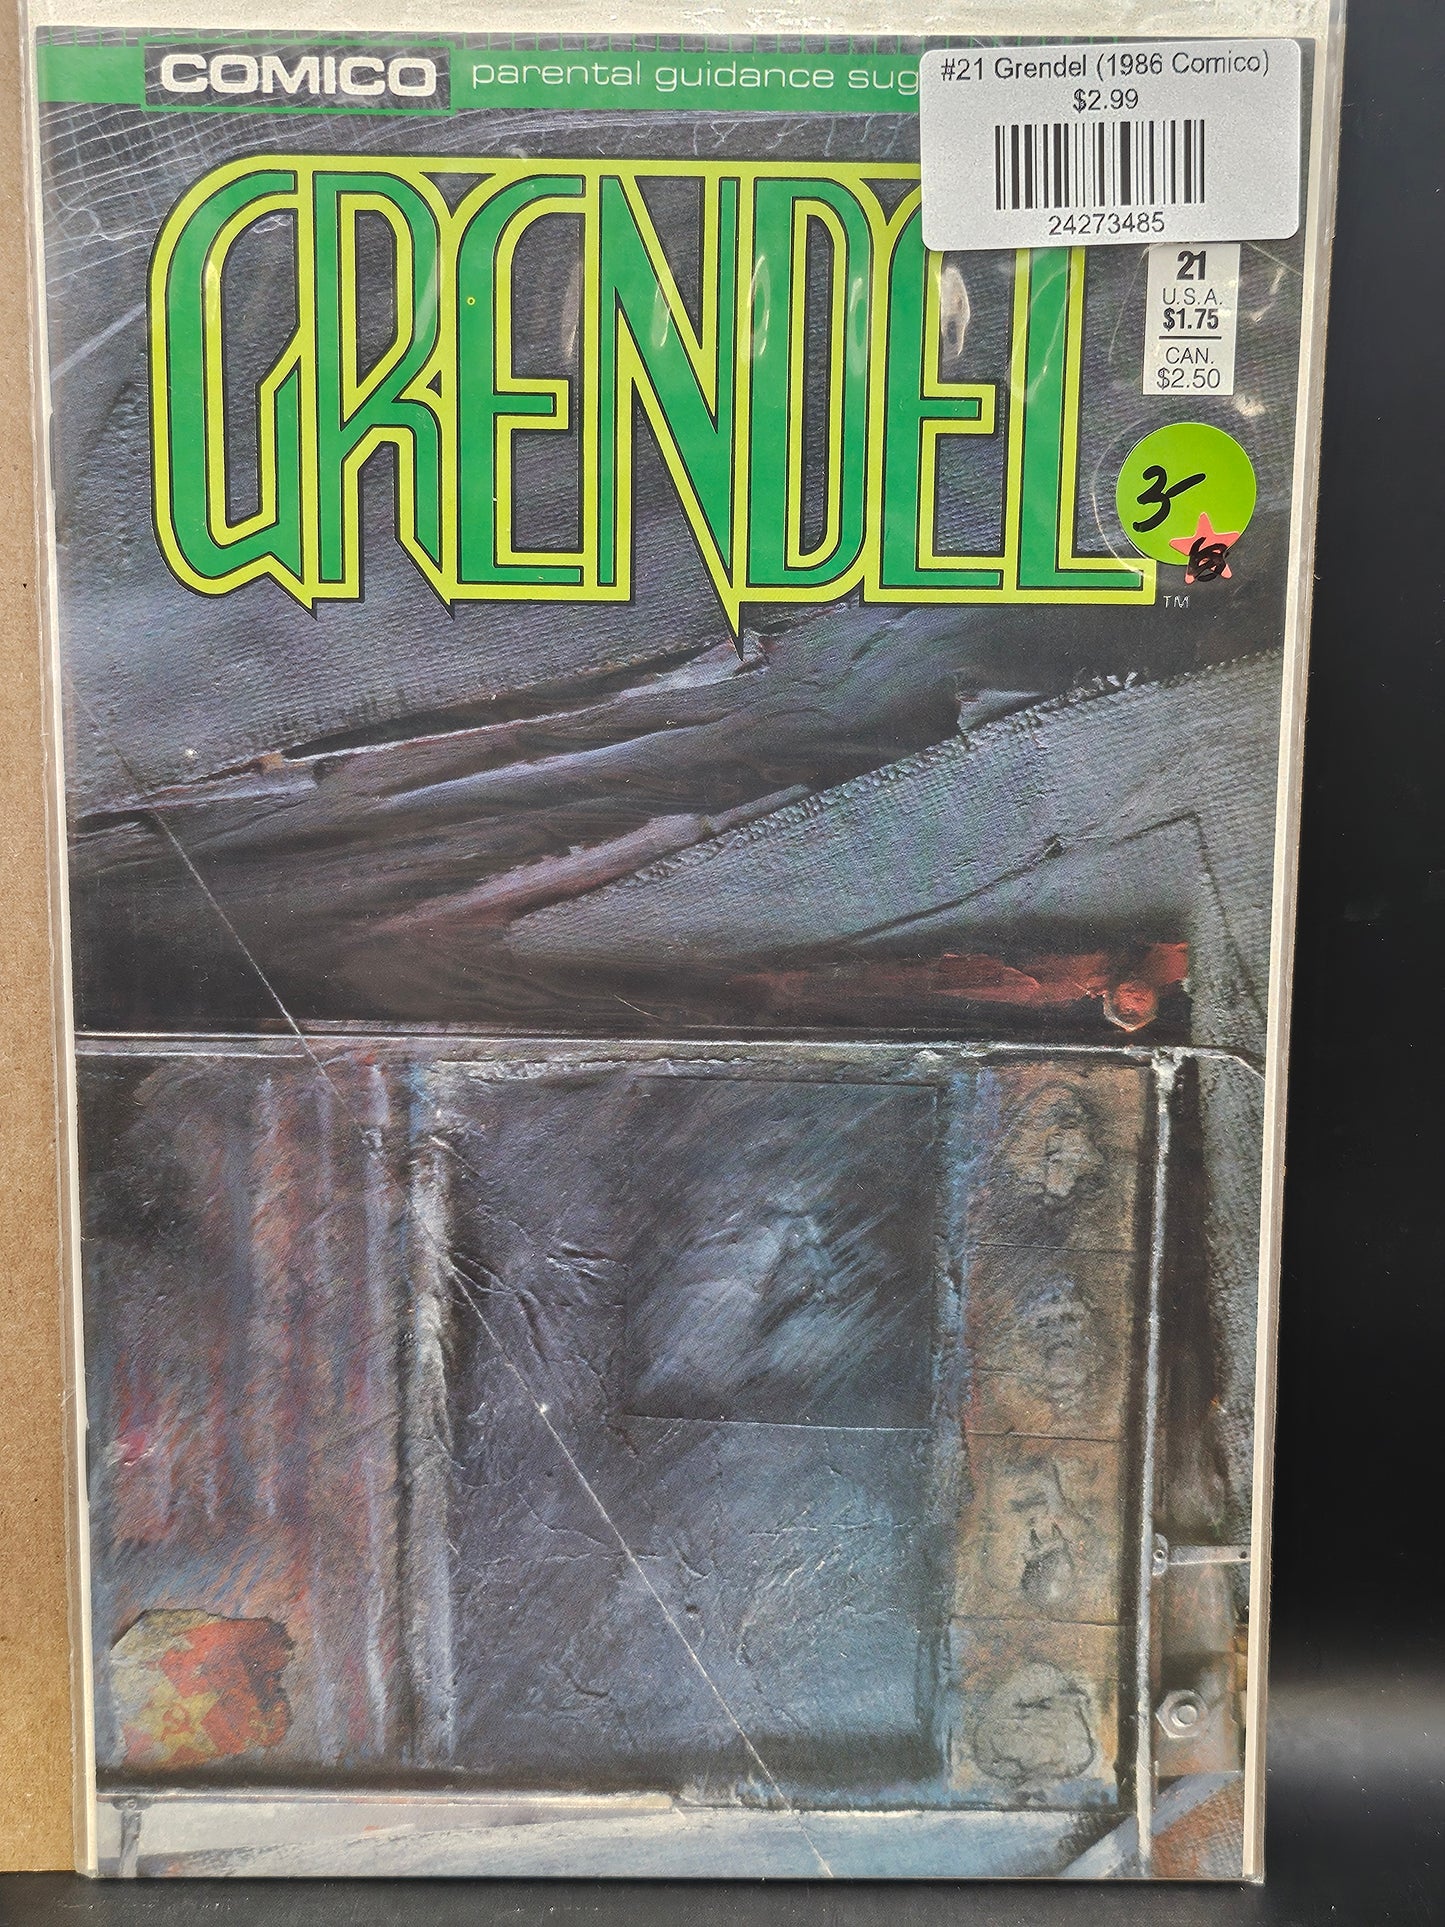 COMICO parental guidance sug
#21 Grendel (1986 Comico)
$2.99
24273485
GRENDEL
TM
21
U.S.A.
$1.75
CAN.
$2.50
3-